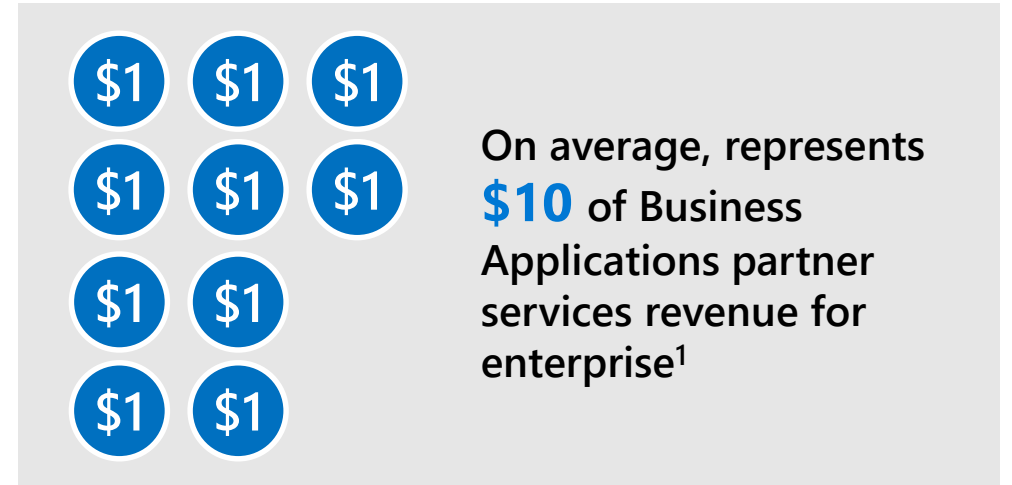 $1 $1 $1
$1 $1 $1
$1 $1
$1 $1
On average, represents
$10 of Business
Applications partner
services revenue for
enterprise¹